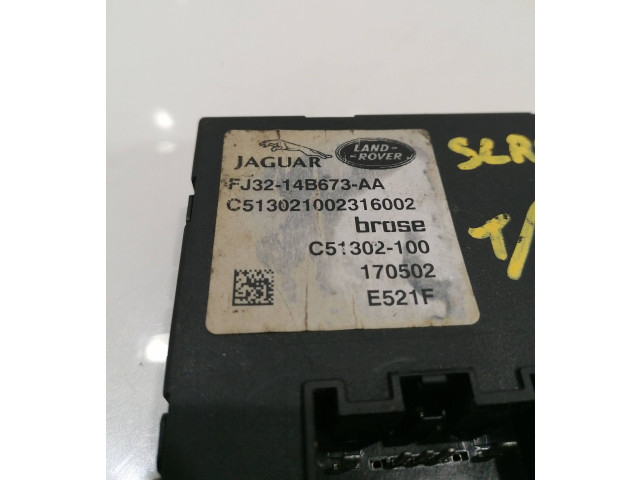 JAGUAR
LAND-
-ROVER
FJ32-14B673-AA
C513021002316002
brose
C51302-100
170502
E521F
T/